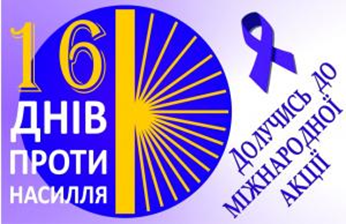 16
ДНІВ
ПРОТИ
НАСИЛЛЯ
ДОЛУЧИСЬ ДО
МІЖНАРОДНОЇ
АКЦІЇ